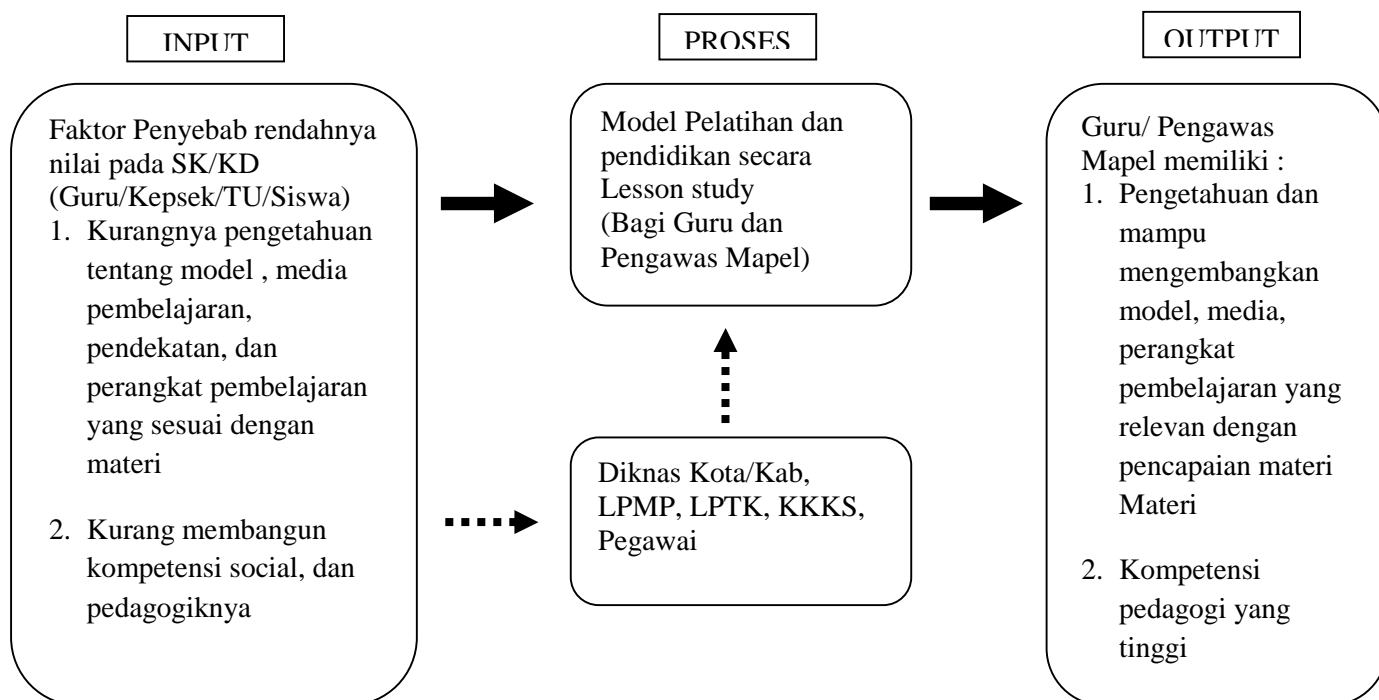 INPUT
PROSES
OUTPUT
Faktor Penyebab rendahnya
nilai pada SK/KD
(Guru/Kepsek/TU/Siswa)
1. Kurangnya pengetahuan
tentang model , media
pembelajaran,
pendekatan, dan
perangkat pembelajaran
yang sesuai dengan
materi
2. Kurang membangun
kompetensi social, dan
pedagogiknya
Model Pelatihan dan
pendidikan secara
Lesson study
(Bagi Guru dan
Pengawas Mapel)
Diknas Kota/Kab,
LPMP, LPTK, KKKS,
Pegawai
Guru/ Pengawas
Mapel memiliki :
1. Pengetahuan dan
mampu
mengembangkan
model, media,
perangkat
pembelajaran yang
relevan dengan
pencapaian materi
Materi
2. Kompetensi
pedagogi yang
tinggi